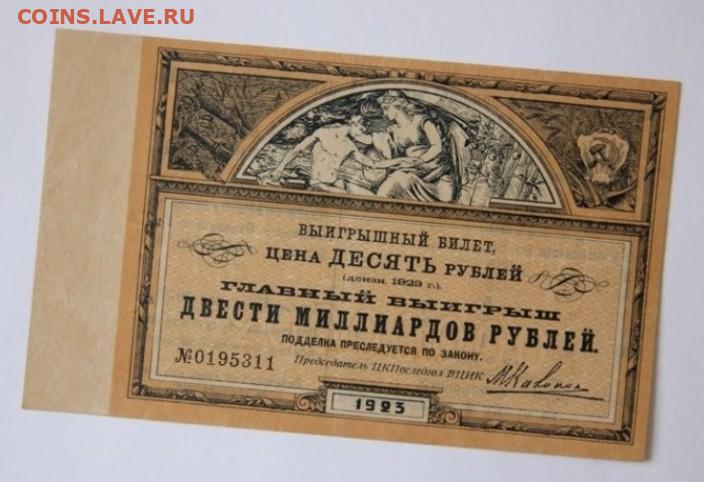 COINS.LAVE.RU
ВЫИГРЫШНЫЙ БИЛЕТ,
ЦЕНА ДЕСЯТЬ РУБЛЕЙ
(дензн. 1923 г.).
ГЛАВНЫЙ ВЫИГРЫШ
ДВЕСТИ МИЛЛИАРДОВ РУБЛЕЙ.
ПОДДЕЛКА ПРЕСЛЕДУЕТСЯ ПО ЗАКОНУ.
№0195311
Председатель ЦКПоследгол ВЦИК
1923